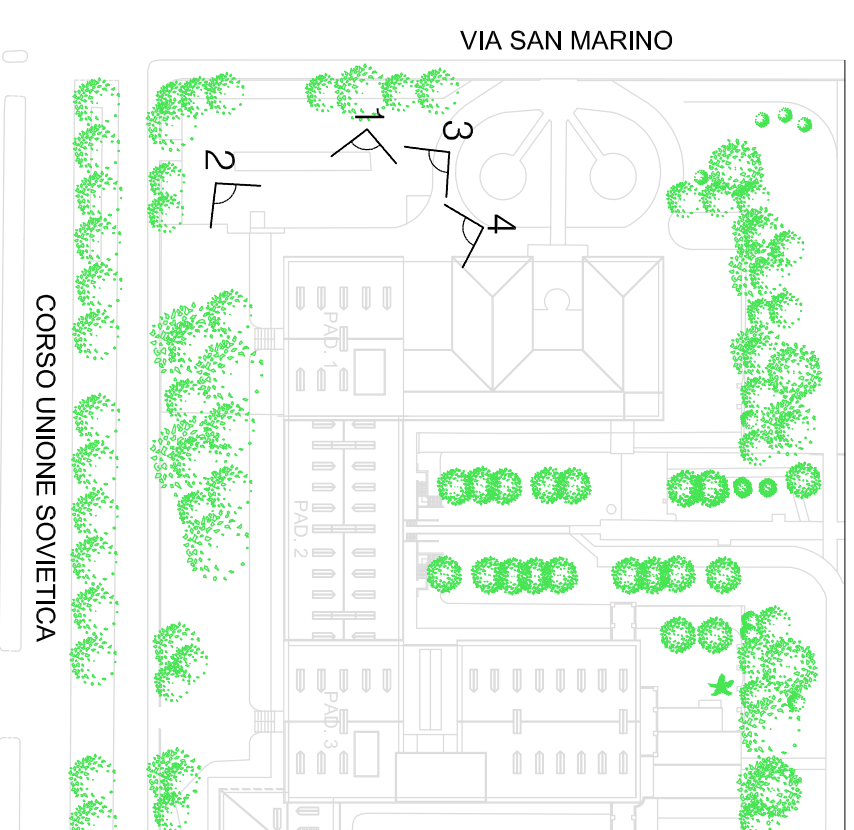 VIA SAN MARINO
1
3
2
4
CORSO UNIONE SOVIETICA
PAD. 1
PAD. 2
PAD. 3